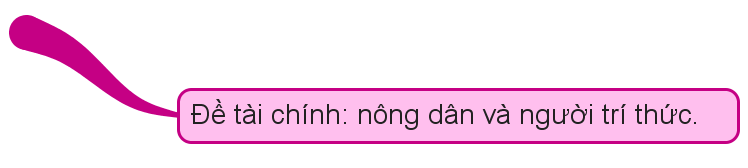 Đề tài chính: nông dân và người trí thức.